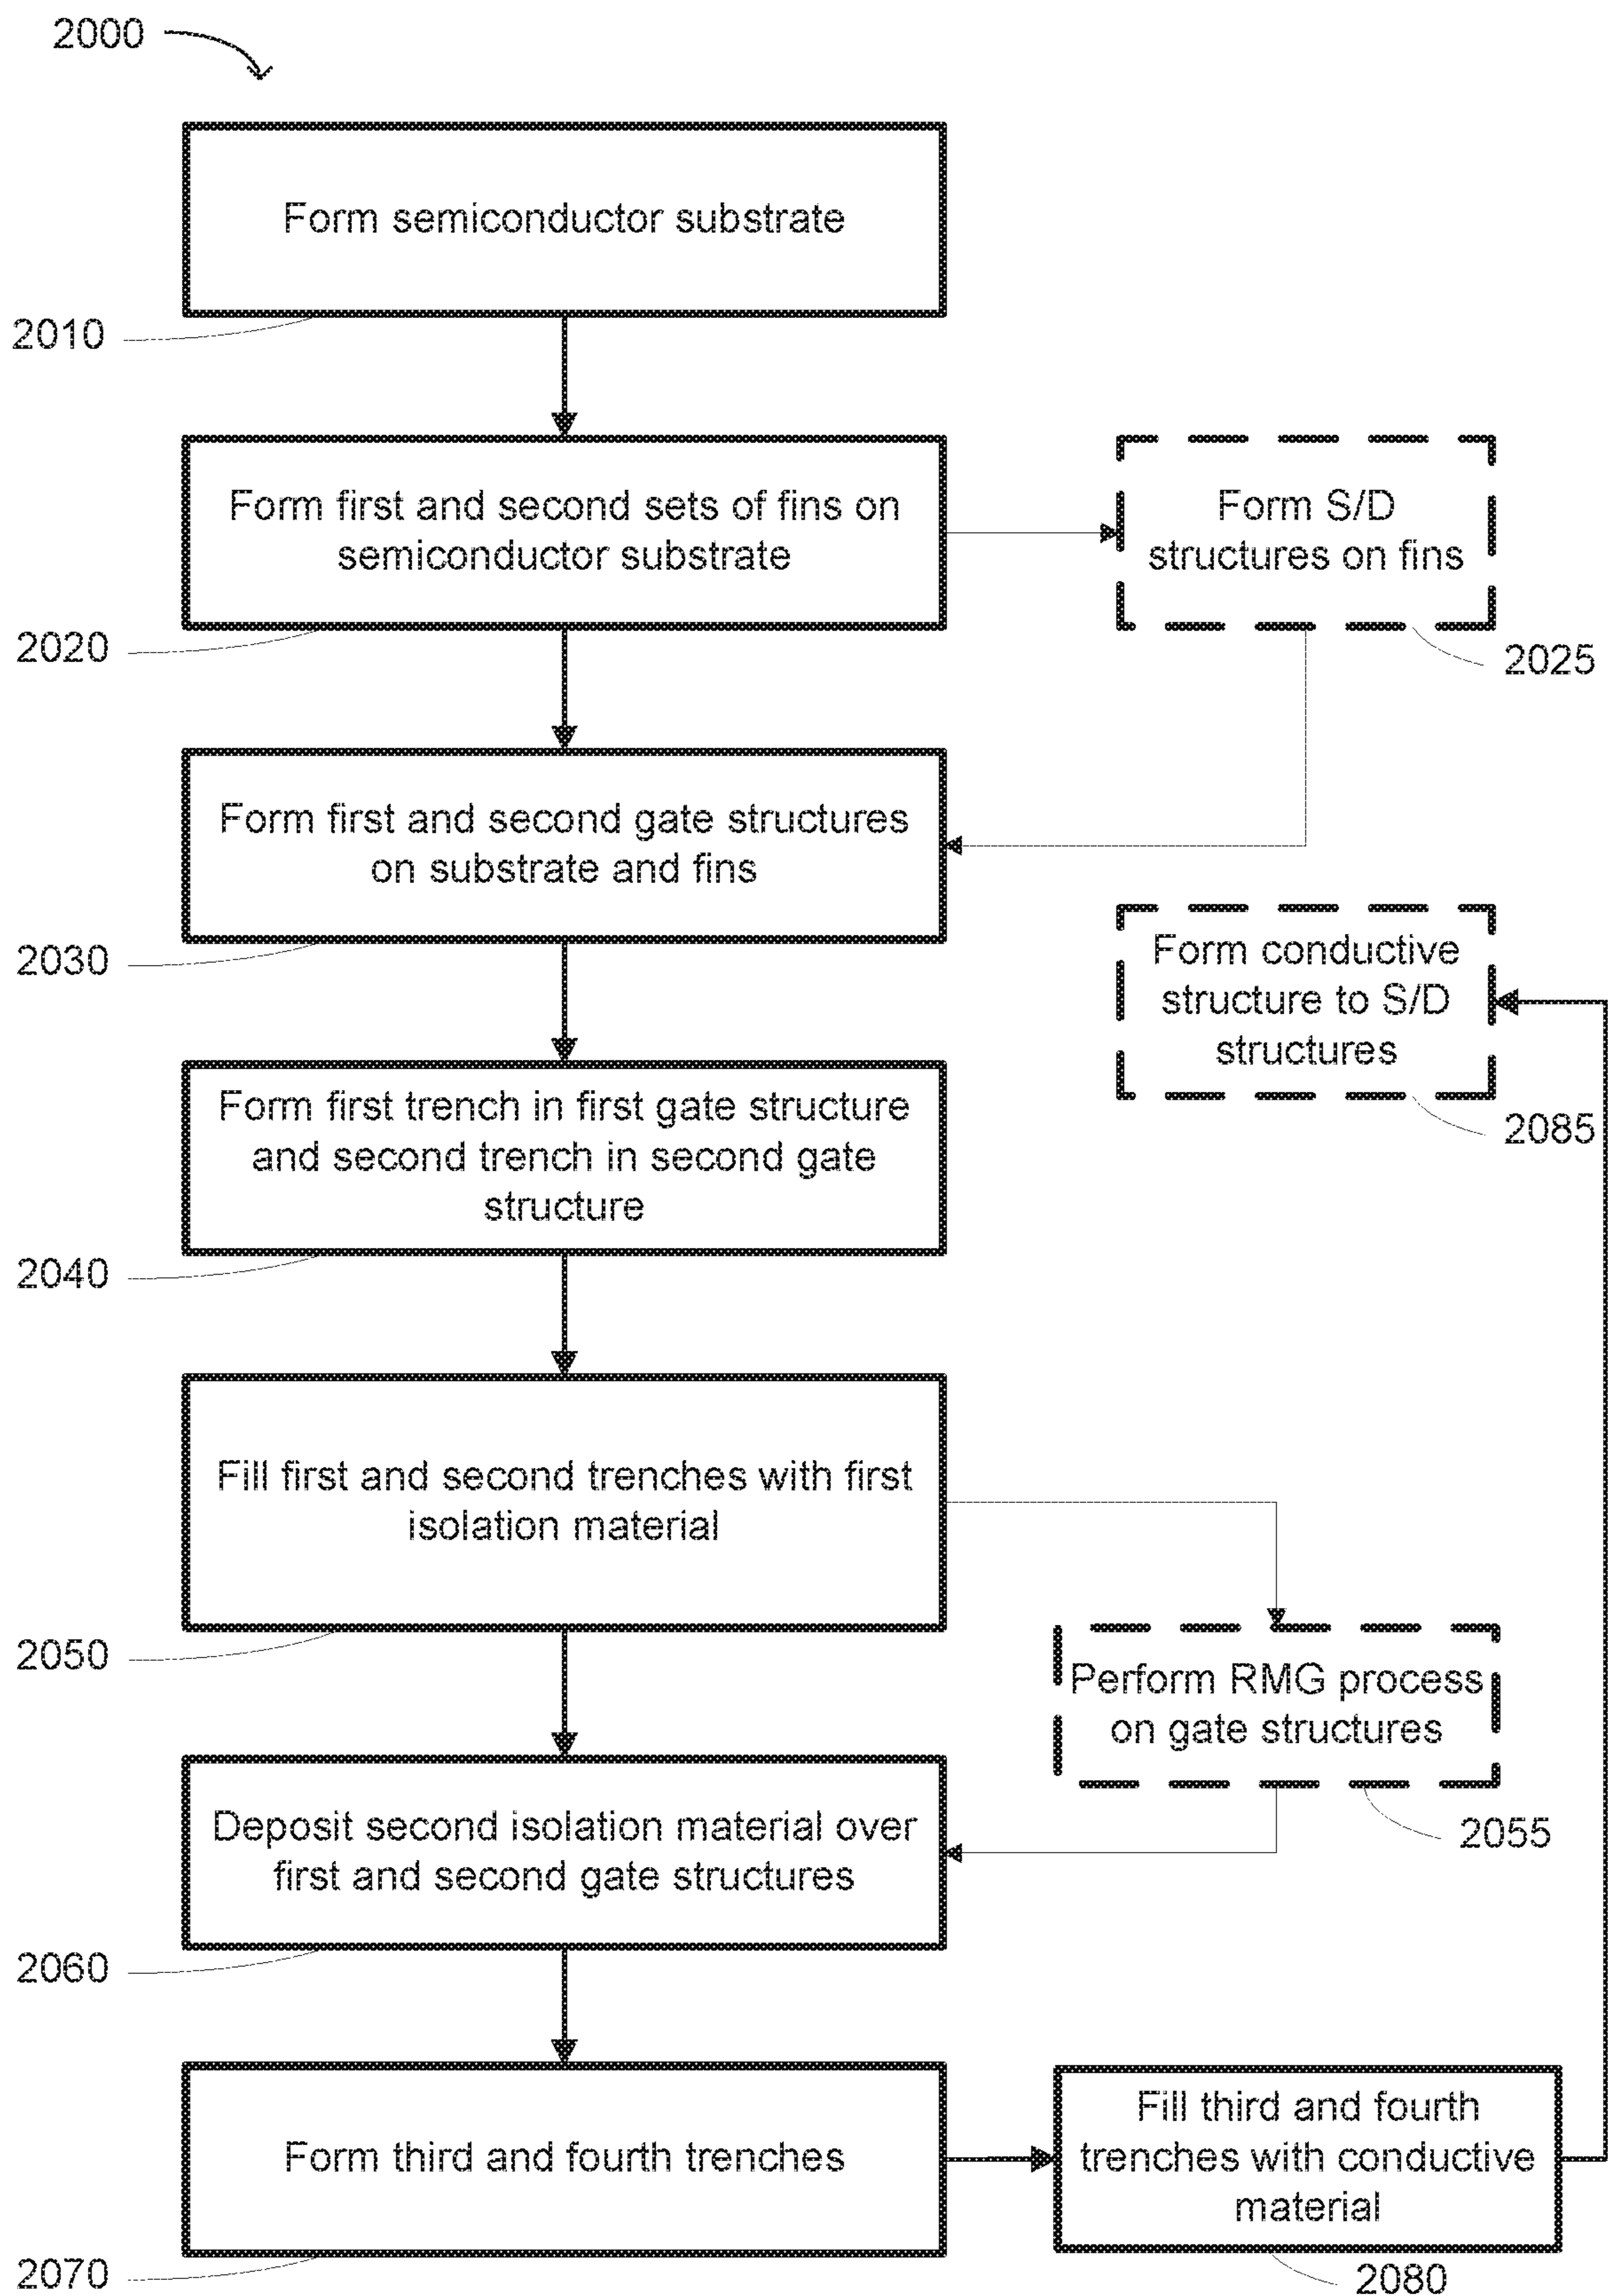 2000
Form semiconductor substrate
2010
Form first and second sets of fins on
semiconductor substrate
2020
Form S/D
structures on fins
2025
Form first and second gate structures
on substrate and fins
2030
Form conductive
structure to S/D
structures
2085
Form first trench in first gate structure
and second trench in second gate
structure
2040
Fill first and second trenches with first
isolation material
2050
Perform RMG process
on gate structures
2055
Deposit second isolation material over
first and second gate structures
2060
Form third and fourth trenches
2070
Fill third and fourth
trenches with conductive
material
2080